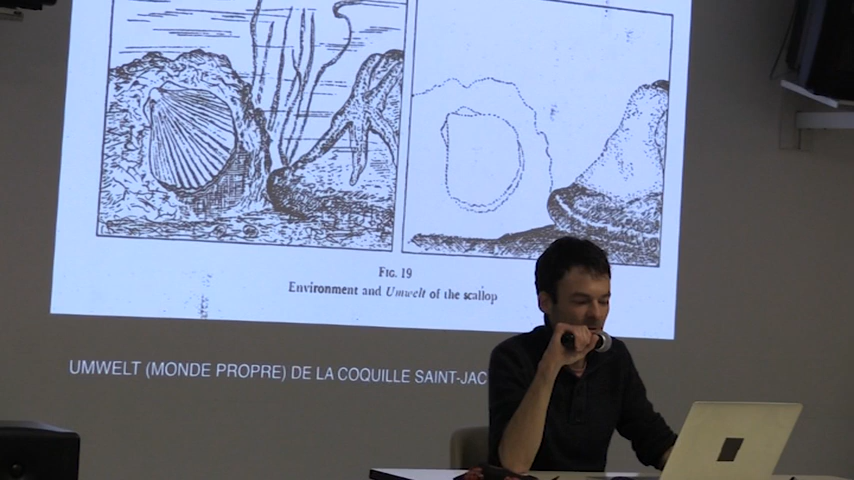 FIG. 19
Environment and Umwelt of the scallop
UMWELT (MONDE PROPRE) DE LA COQUILLE SAINT-JAC